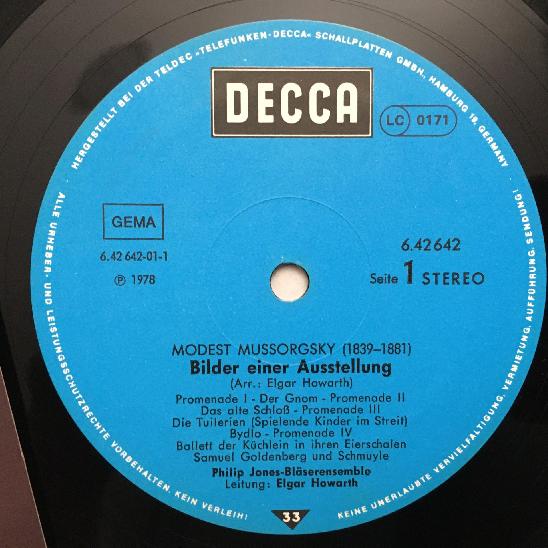 HERGESTELLT BEI DER TELDEC »TELEFUNKEN-DECCA« SCHALLPLATTEN GMBH, HAMBURG 19, GERMANY
DECCA
LC 0171
GEMA
6.42 642-01-1
Ⓟ 1978
6.42 642
Seite 1 STEREO
MODEST MUSSORGSKY (1839-1881)
Bilder einer Ausstellung
(Arr.: Elgar Howarth)
Promenade I - Der Gnom - Promenade II
Das alte Schloß - Promenade III
Die Tuilerien (Spielende Kinder im Streit)
Bydlo - Promenade IV
Ballett der Küchlein in ihren Eierschalen
Samuel Goldenberg und Schmuyle
Philip Jones-Bläserensemble
Leitung: Elgar Howarth
33
ALLE URHEBER- UND LEISTUNGSSCHUTZRECHTE VORBEHALTEN. KEIN VERLEIH!
KEINE UNERLAUBTE VERVIELFÄLTIGUNG, VERMIETUNG, AUFFÜHRUNG, SENDUNG!